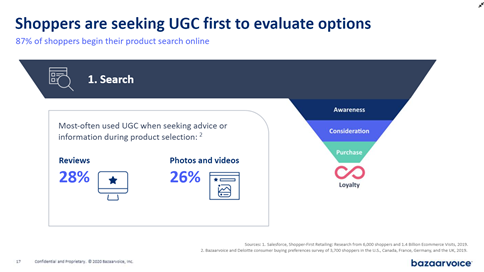 Shoppers are seeking UGC first to evaluate options
87% of shoppers begin their product search online
1. Search
Most-often used UGC when seeking advice or
information during product selection: 2
Reviews
28%
Photos and videos
26%
Awareness
Consideration
Purchase
Loyalty
Sources: 1. Salesforce, Shopper-First Retailing: Research from 6,000 shoppers and 1.4 Billion Ecommerce Visits, 2019.
2. Bazaarvoice and Deloitte consumer buying preferences survey of 3,700 shoppers in the U.S., Canada, France, Germany, and the UK, 2019.
17 Confidential and Proprietary. © 2020 Bazaarvoice, Inc.
bazaarvoice